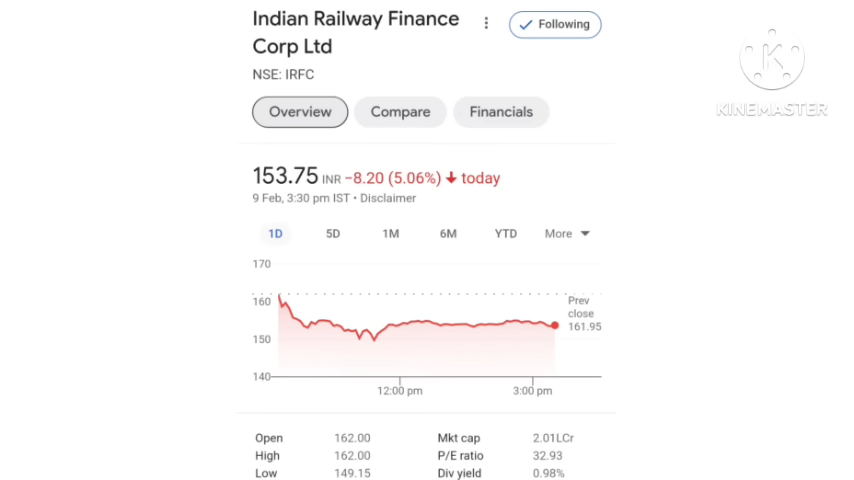 Indian Railway Finance
Corp Ltd
Following
NSE: IRFC
Overview
Compare
Financials
153.75 INR −8.20 (5.06%) today
9 Feb, 3:30 pm IST • Disclaimer
1D 5D 1M 6M YTD More
170
160
150
140
Prev
close
161.95
12:00 pm 3:00 pm
Open 162.00 Mkt cap 2.01LCr
High 162.00 P/E ratio 32.93
Low 149.15 Div yield 0.98%
K
KINEMASTER